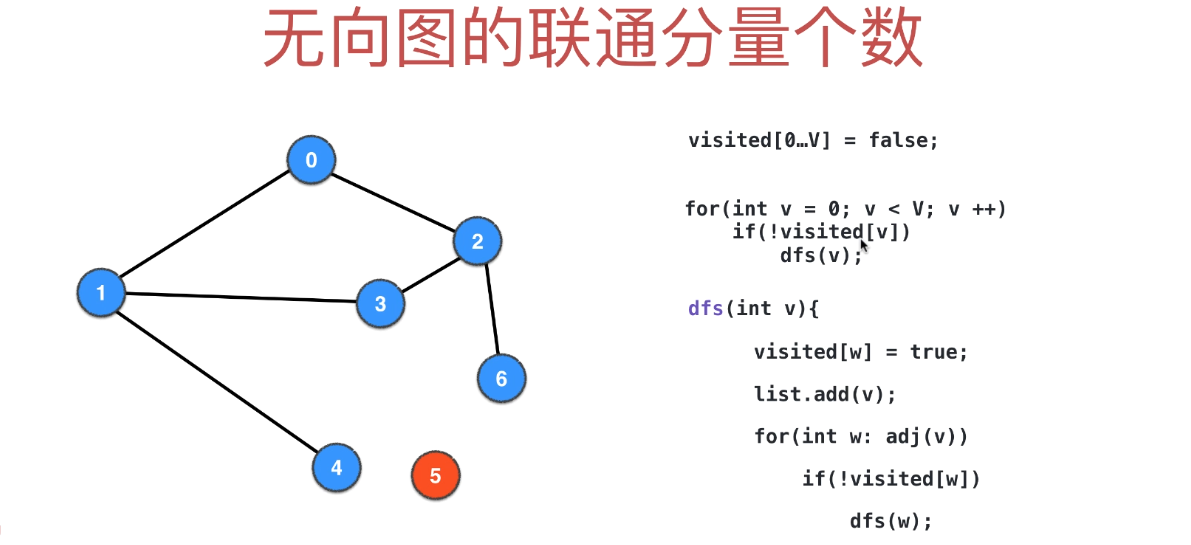 无向图的联通分量个数
0
2
1
3
6
4
5
visited[0…V] = false;
for(int v = 0; v < V; v ++)
if(!visited[v])
dfs(v);
dfs(int v){
visited[w] = true;
list.add(v);
for(int w: adj(v))
if(!visited[w])
dfs(w);